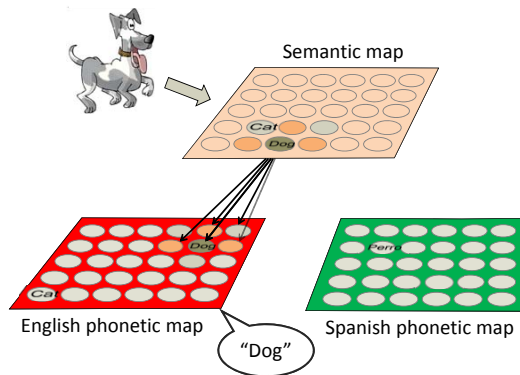 Semantic map
Cat
Dog
Dog
Perro
Cat
English phonetic map
Spanish phonetic map
“Dog”